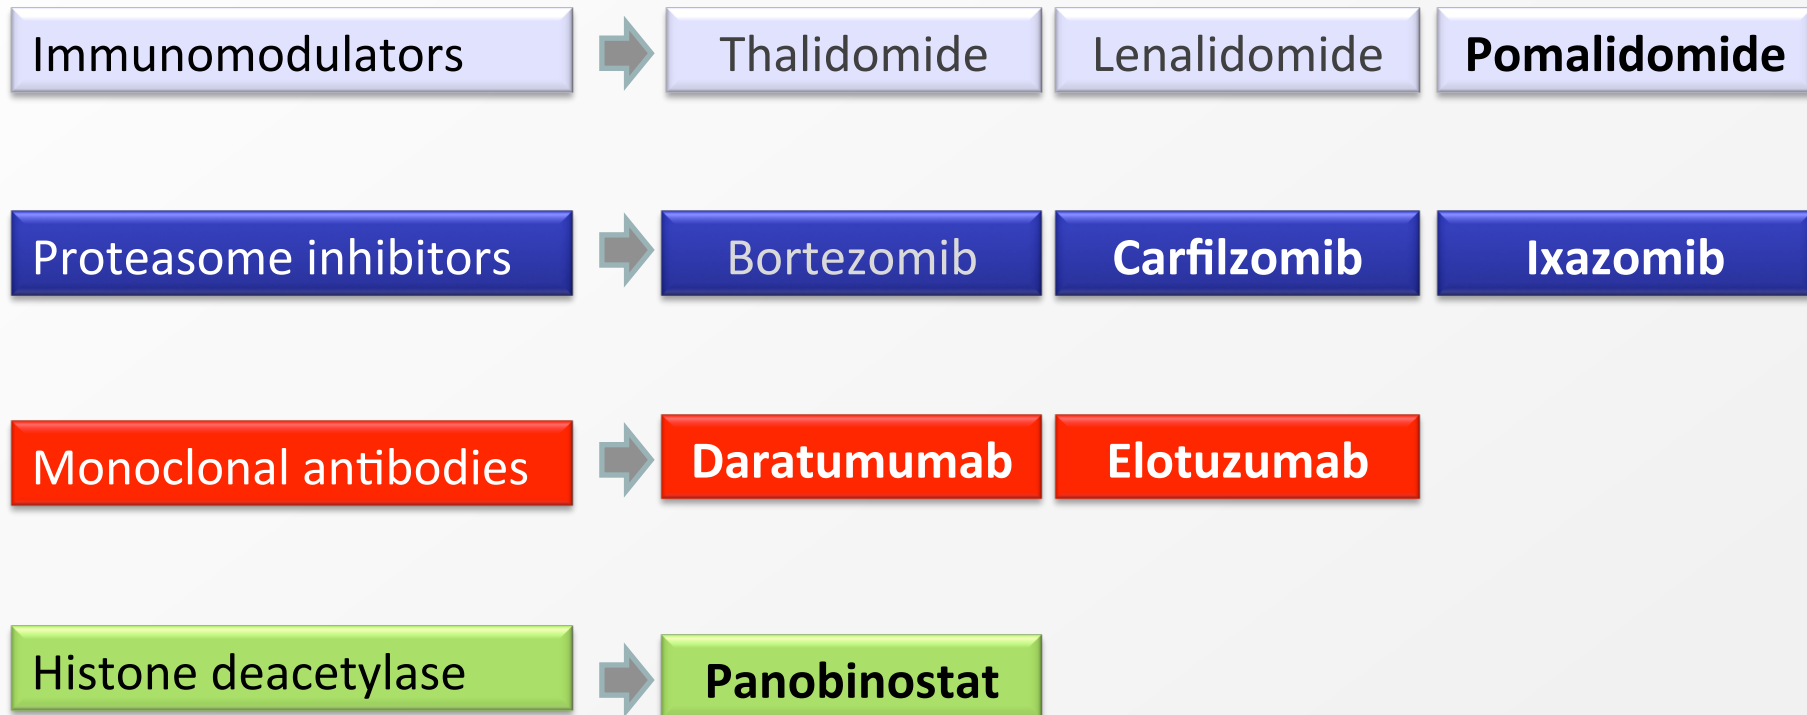 Immunomodulators Thalidomide Lenalidomide Pomalidomide
Proteasome inhibitors Bortezomib Carfilzomib Ixazomib
Monoclonal antibodies Daratumumab Elotuzumab
Histone deacetylase Panobinostat